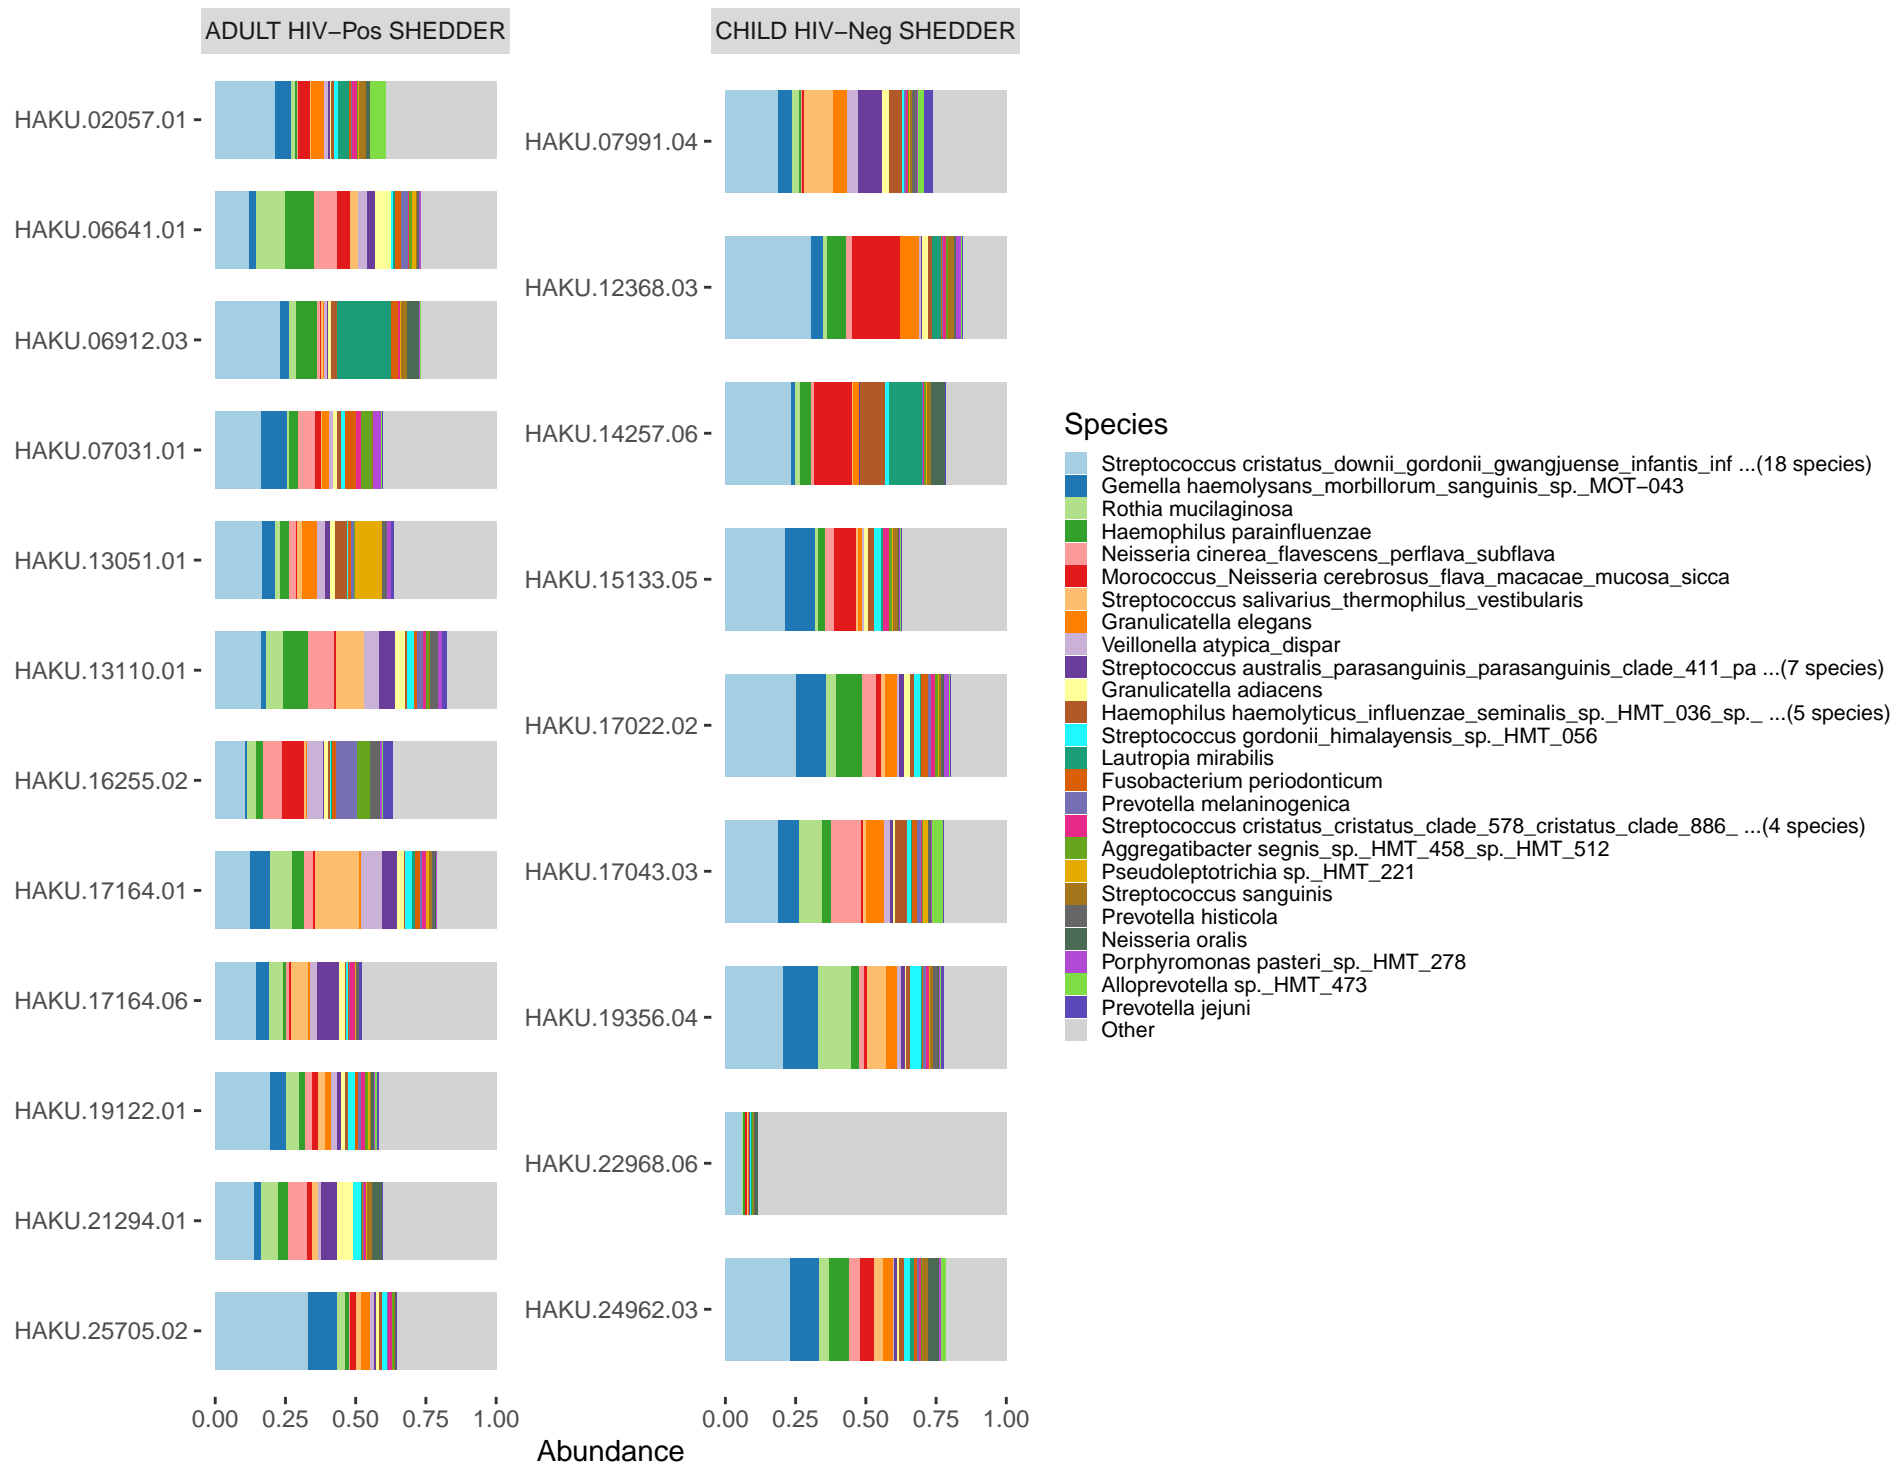 ADULT HIV−Pos SHEDDER
CHILD HIV−Neg SHEDDER
HAKU.02057.01
HAKU.06641.01
HAKU.06912.03
HAKU.07031.01
HAKU.13051.01
HAKU.13110.01
HAKU.16255.02
HAKU.17164.01
HAKU.17164.06
HAKU.19122.01
HAKU.21294.01
HAKU.25705.02
0.00 0.25 0.50 0.75 1.00
HAKU.07991.04
HAKU.12368.03
HAKU.14257.06
HAKU.15133.05
HAKU.17022.02
HAKU.17043.03
HAKU.19356.04
HAKU.22968.06
HAKU.24962.03
0.00 0.25 0.50 0.75 1.00
Abundance
Species
Streptococcus cristatus_downii_gordonii_gwangjuense_infantis_inf ...(18 species)
Gemella haemolysans_morbillorum_sanguinis_sp._MOT−043
Rothia mucilaginosa
Haemophilus parainfluenzae
Neisseria cinerea_flavescens_perflava_subflava
Morococcus_Neisseria cerebrosus_flava_macacae_mucosa_sicca
Streptococcus salivarius_thermophilus_vestibularis
Granulicatella elegans
Veillonella atypica_dispar
Streptococcus australis_parasanguinis_parasanguinis_clade_411_pa ...(7 species)
Granulicatella adiacens
Haemophilus haemolyticus_influenzae_seminalis_sp._HMT_036_sp._ ...(5 species)
Streptococcus gordonii_himalayensis_sp._HMT_056
Lautropia mirabilis
Fusobacterium periodonticum
Prevotella melaninogenica
Streptococcus cristatus_cristatus_clade_578_cristatus_clade_886_ ...(4 species)
Aggregatibacter segnis_sp._HMT_458_sp._HMT_512
Pseudoleptotrichia sp._HMT_221
Streptococcus sanguinis
Prevotella histicola
Neisseria oralis
Porphyromonas pasteri_sp._HMT_278
Alloprevotella sp._HMT_473
Prevotella jejuni
Other